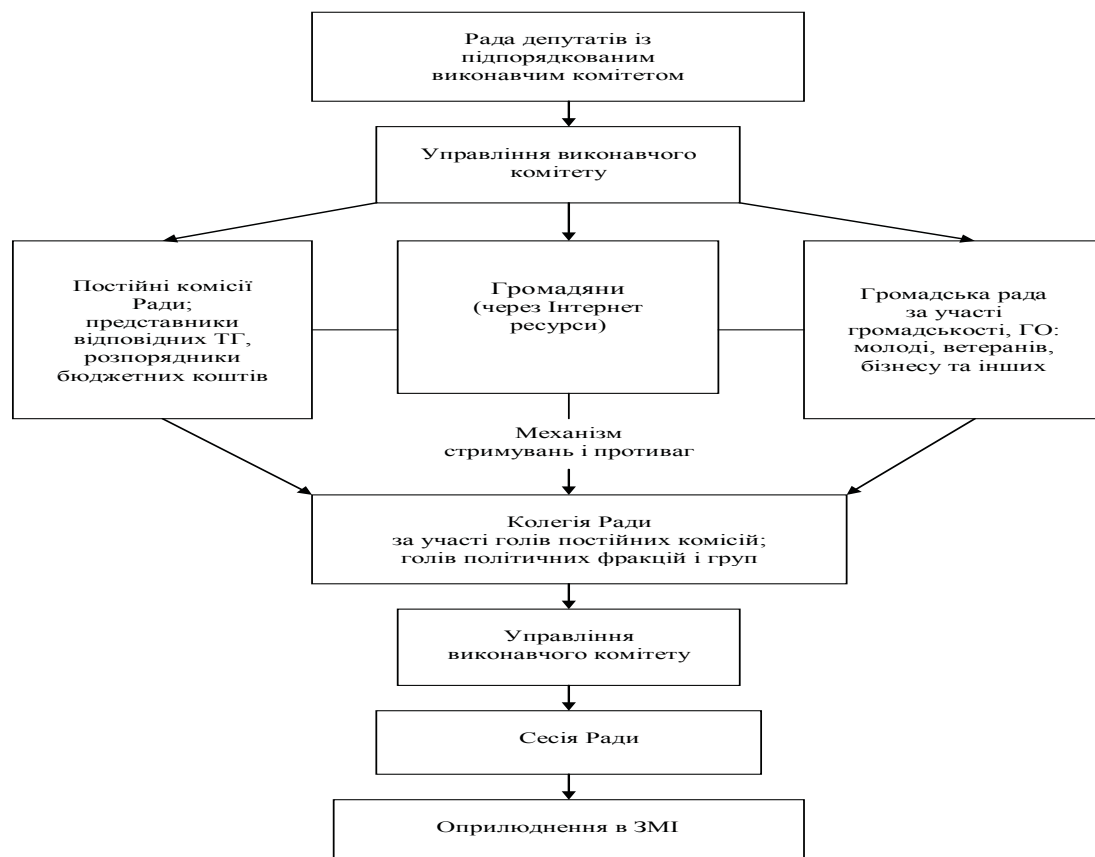 Рада депутатів із
підпорядкованим
виконавчим комітетом
Управління виконавчого
комітету
Постійні комісії
Ради;
представники
відповідних ТГ,
розпорядники
бюджетних коштів
Громадяни
(через Інтернет
ресурси)
Громадська рада
за участі
громадськості, ГО:
молоді, ветеранів,
бізнесу та інших
Механізм
стримувань і противаг
Колегія Ради
за участі голів постійних комісій;
голів політичних фракцій і груп
Управління
виконавчого комітету
Сесія Ради
Оприлюднення в ЗМІ